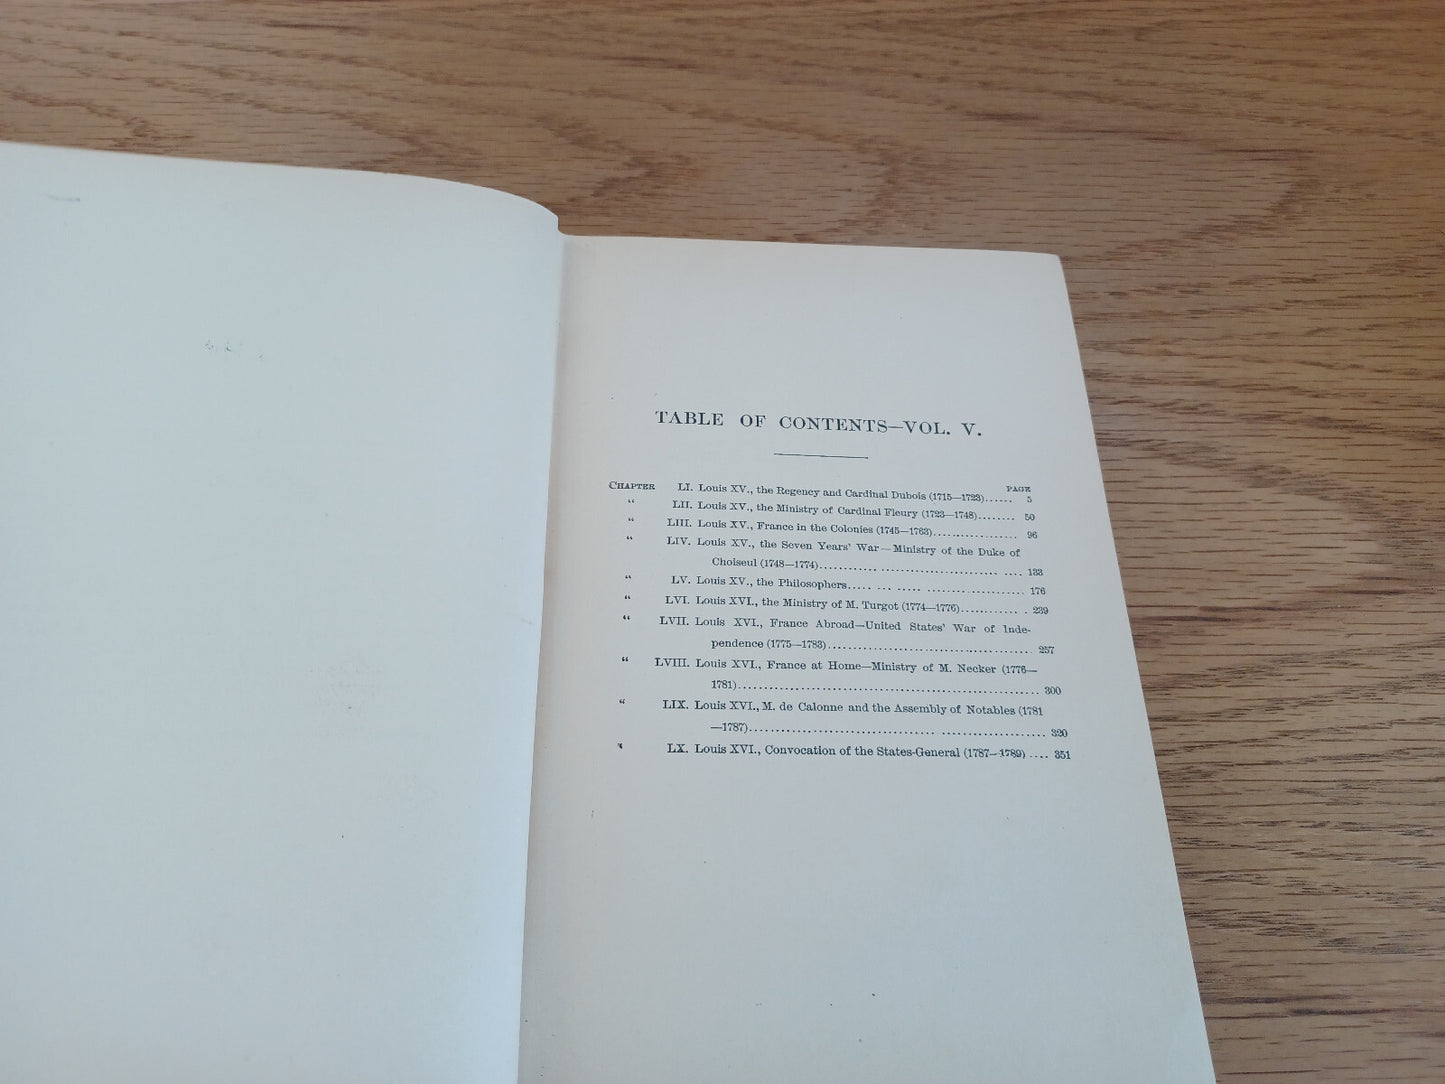 TABLE OF CONTENTS—VOL. V.
PAGE
CHAPTER LI. Louis XV., the Regency and Cardinal Dubois (1715—1723)...... 5
“ LII. Louis XV., the Ministry of Cardinal Fleury (1723—1748)........ 50
“ LIII. Louis XV., France in the Colonies (1745—1763)................. 96
“ LIV. Louis XV., the Seven Years' War—Ministry of the Duke of
Choiseul (1748—1774)............................................. .... 133
“ LV. Louis XV., the Philosophers..... ... ..... ...................... 176
“ LVI. Louis XVI., the Ministry of M. Turgot (1774—1776)............ . 239
“ LVII. Louis XVI., France Abroad—United States' War of Inde-
pendence (1775—1783)............................................. 257
“ LVIII. Louis XVI., France at Home—Ministry of M. Necker (1776—
1781)................................................................ 300
“ LIX. Louis XVI., M. de Calonne and the Assembly of Notables (1781
—1787)...................................... ........................ 320
“ LX. Louis XVI., Convocation of the States-General (1787—1789) .... 351